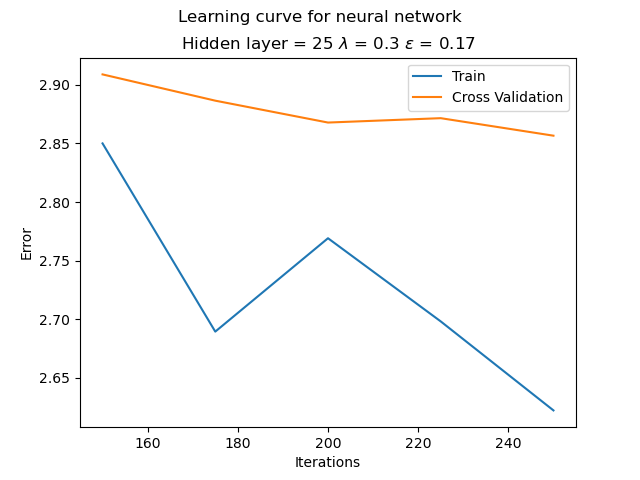 Learning curve for neural network
Hidden layer = 25 λ = 0.3 ε = 0.17
Train
Cross Validation
2.90
2.85
2.80
2.75
2.70
2.65
Error
160 180 200 220 240
Iterations